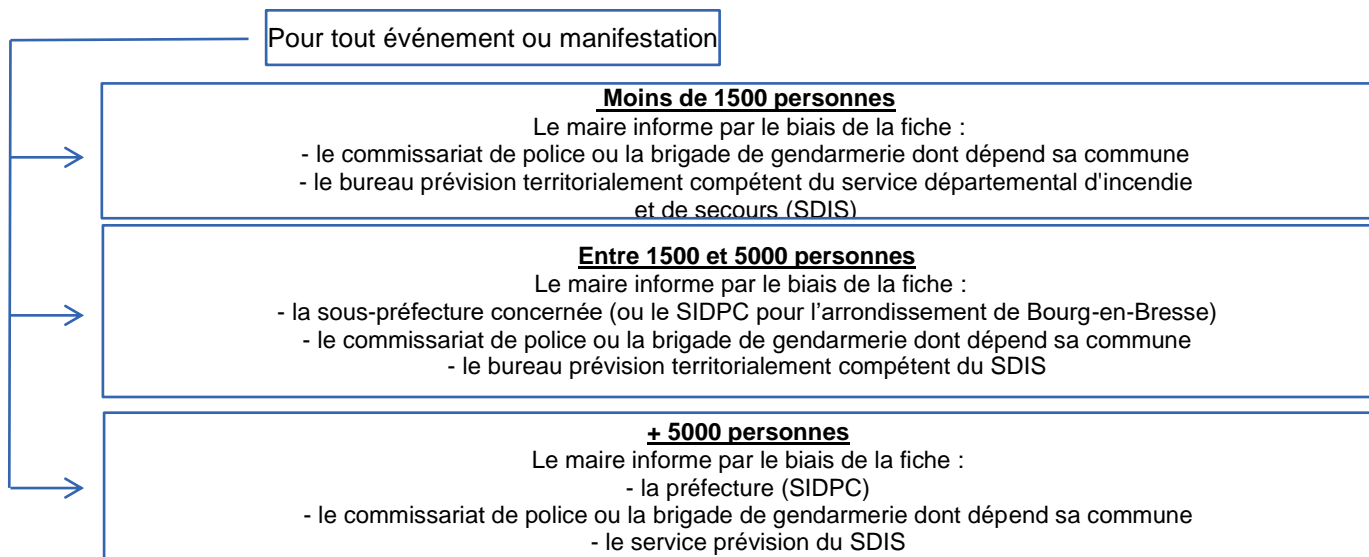 Pour tout événement ou manifestation
Moins de 1500 personnes
Le maire informe par le biais de la fiche :
- le commissariat de police ou la brigade de gendarmerie dont dépend sa commune
- le bureau prévision territorialement compétent du service départemental d'incendie
et de secours (SDIS)
Entre 1500 et 5000 personnes
Le maire informe par le biais de la fiche :
- la sous-préfecture concernée (ou le SIDPC pour l’arrondissement de Bourg-en-Bresse)
- le commissariat de police ou la brigade de gendarmerie dont dépend sa commune
- le bureau prévision territorialement compétent du SDIS
+ 5000 personnes
Le maire informe par le biais de la fiche :
- la préfecture (SIDPC)
- le commissariat de police ou la brigade de gendarmerie dont dépend sa commune
- le service prévision du SDIS